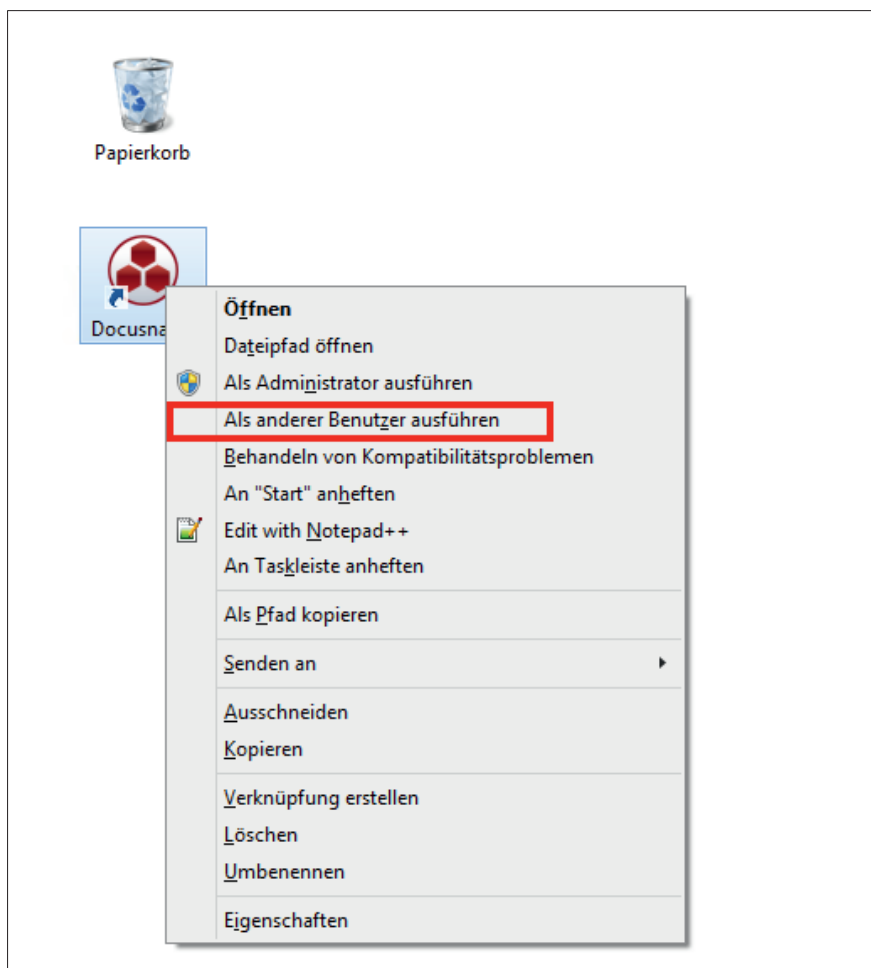 Papierkorb
Docusna
Öffnen
Dateipfad öffnen
Als Administrator ausführen
Als anderer Benutzer ausführen
Behandeln von Kompatibilitätsproblemen
An "Start" anheften
Edit with Notepad++
An Taskleiste anheften
Als Pfad kopieren
Senden an
Ausschneiden
Kopieren
Verknüpfung erstellen
Löschen
Umbenennen
Eigenschaften